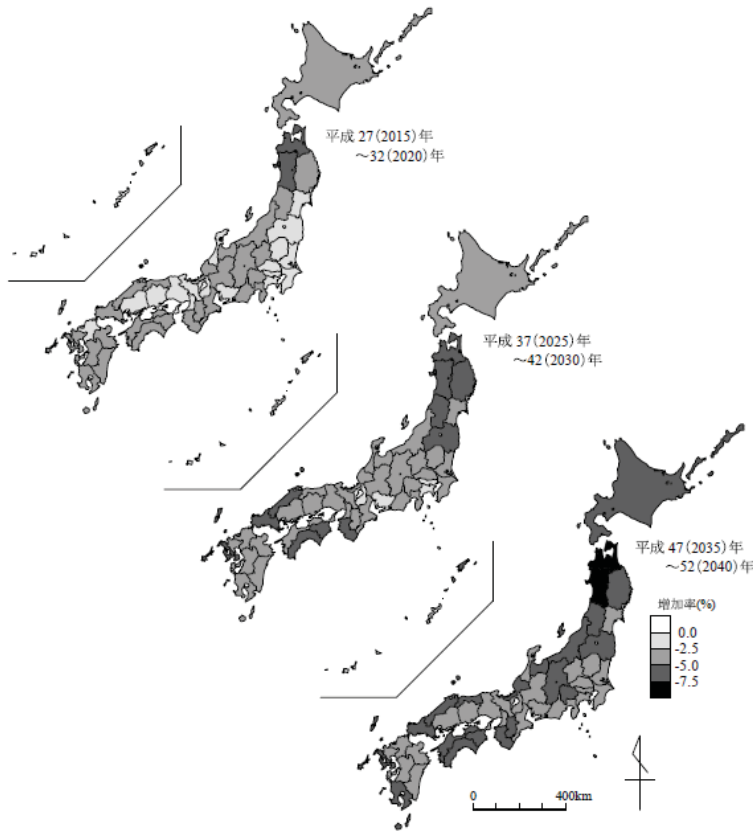 平成 27(2015)年
～32(2020)年
平成 37(2025)年
～42(2030)年
平成 47(2035)年
～52(2040)年
増加率(%)
0.0
-2.5
-5.0
-7.5
0 400km